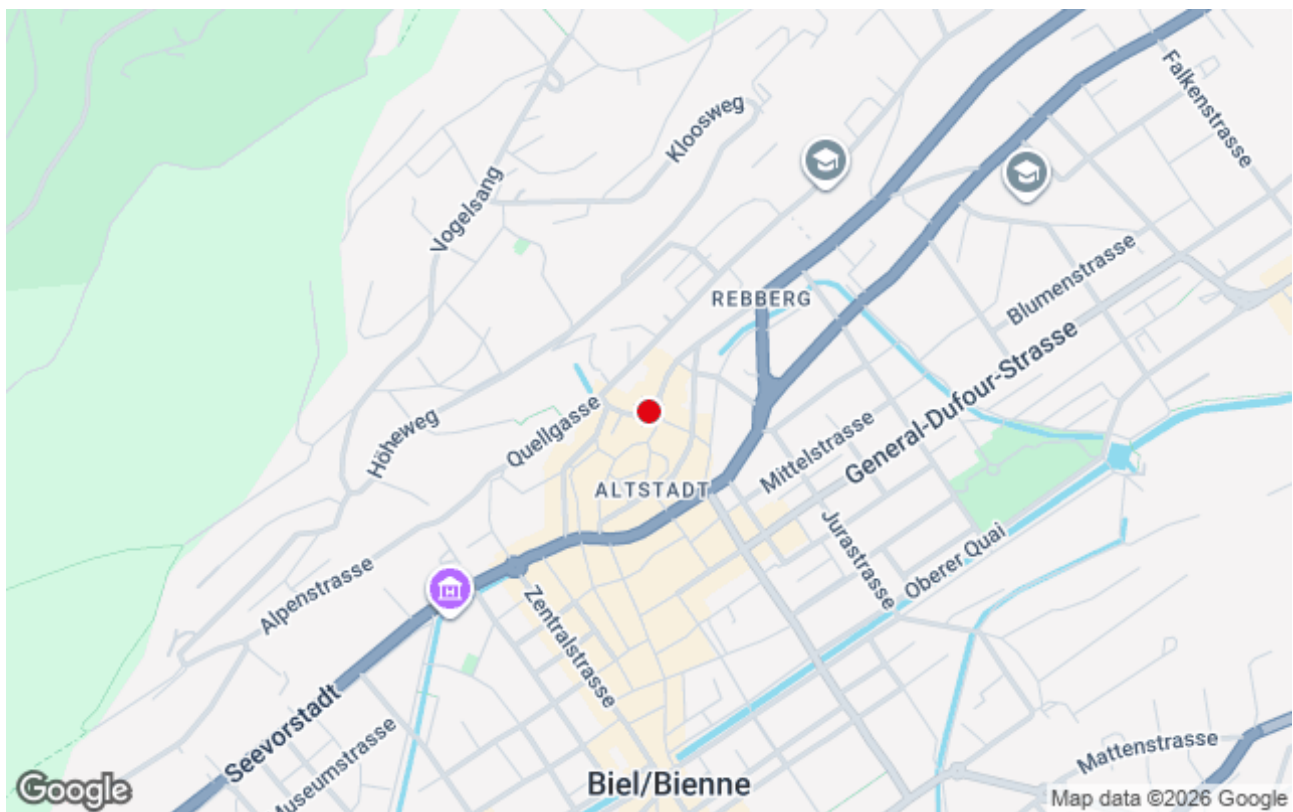 Falkenstrasse
Kloosweg
Vogelsang
Blumenstrasse
REBBERG
General-Dufour-Strasse
Höheweg
Quellgasse
Mittelstrasse
ALTSTADT
Jurastrasse
Oberer Quai
Alpenstrasse
Zentralstrasse
Seevorstadt
Museumstrasse
Mattenstrasse
Biel/Bienne
Google
Map data ©2026 Google